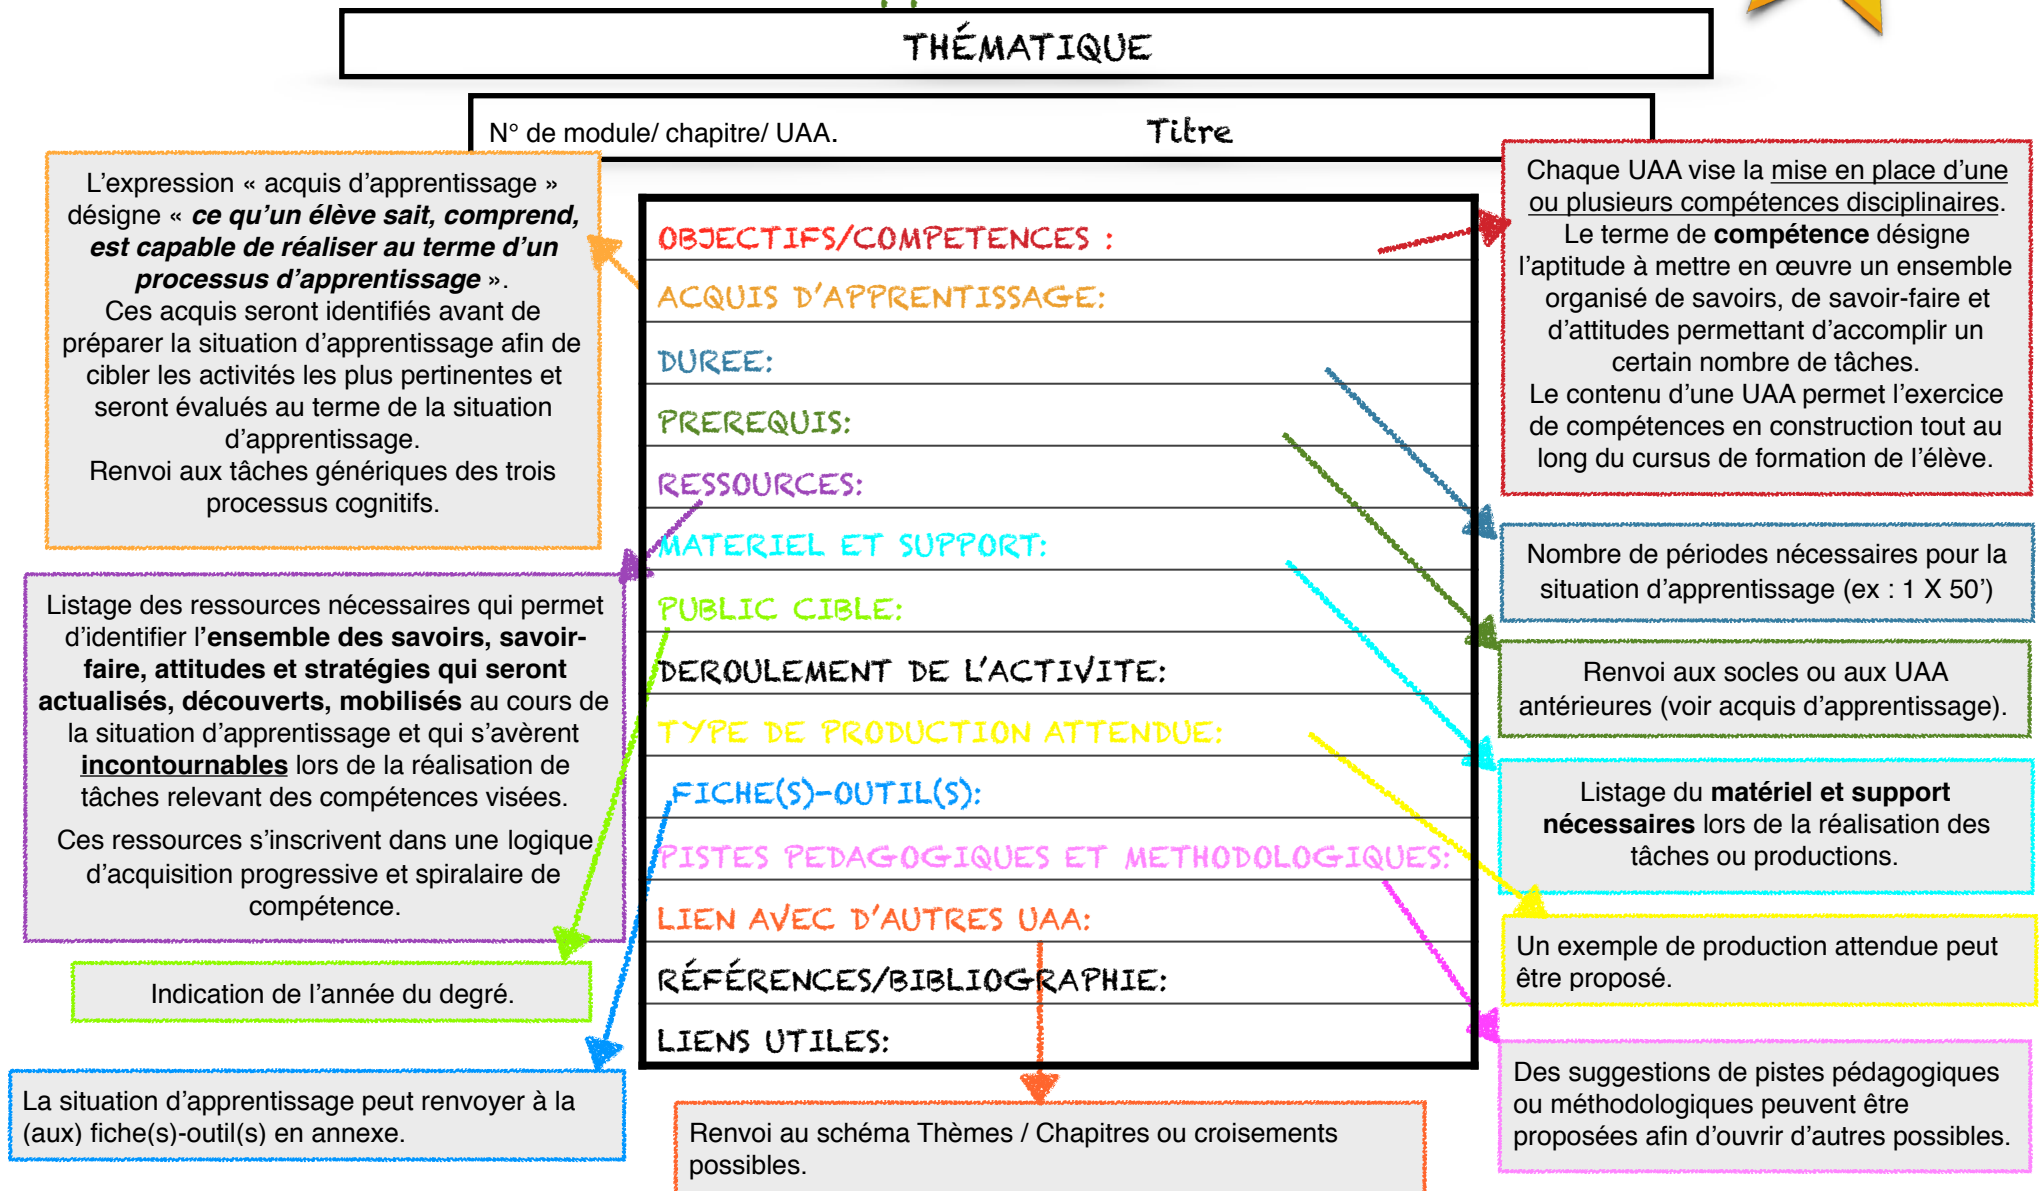 THÉMATIQUE
N° de module/ chapitre/ UAA.
Titre
L'expression « acquis d'apprentissage »
désigne « ce qu'un élève sait, comprend,
est capable de réaliser au terme d'un
processus d'apprentissage ».
Ces acquis seront identifiés avant de
préparer la situation d'apprentissage afin de
cibler les activités les plus pertinentes et
seront évalués au terme de la situation
d'apprentissage.
Renvoi aux tâches génériques des trois
processus cognitifs.
Listage des ressources nécessaires qui permet
d'identifier l'ensemble des savoirs, savoir-
faire, attitudes et stratégies qui seront
actualisés, découverts, mobilisés au cours de
la situation d'apprentissage et qui s'avèrent
incontournables lors de la réalisation de
tâches relevant des compétences visées.
Ces ressources s'inscrivent dans une logique
d'acquisition progressive et spiralaire de
compétence.
Indication de l'année du degré.
La situation d'apprentissage peut renvoyer à la
(aux) fiche(s)-outil(s) en annexe.
OBJECTIFS/COMPETENCES :
ACQUIS D'APPRENTISSAGE:
DUREE:
PREREQUIS:
RESSOURCES:
MATERIEL ET SUPPORT:
PUBLIC CIBLE:
DEROULEMENT DE L'ACTIVITE:
TYPE DE PRODUCTION ATTENDUE:
FICHE(S)-OUTIL(S):
PISTES PEDAGOGIQUES ET METHODOLOGIQUES:
LIEN AVEC D'AUTRES UAA:
RÉFÉRENCES/BIBLIOGRAPHIE:
LIENS UTILES:
Renvoi au schéma Thèmes / Chapitres ou croisements
possibles.
Chaque UAA vise la mise en place d'une
ou plusieurs compétences disciplinaires.
Le terme de compétence désigne
l'aptitude à mettre en œuvre un ensemble
organisé de savoirs, de savoir-faire et
d'attitudes permettant d'accomplir un
certain nombre de tâches.
Le contenu d'une UAA permet l'exercice
de compétences en construction tout au
long du cursus de formation de l'élève.
Nombre de périodes nécessaires pour la
situation d'apprentissage (ex : 1 X 50')
Renvoi aux socles ou aux UAA
antérieures (voir acquis d'apprentissage).
Listage du matériel et support
nécessaires lors de la réalisation des
tâches ou productions.
Un exemple de production attendue peut
être proposé.
Des suggestions de pistes pédagogiques
ou méthodologiques peuvent être
proposées afin d'ouvrir d'autres possibles.